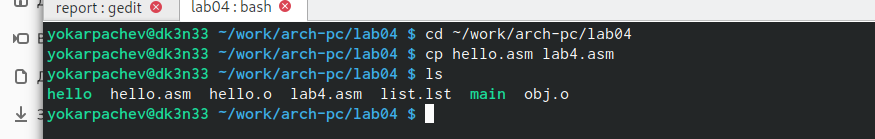 report : gedit lab04 : bash
yokarpachev@dk3n33 ~/work/arch-pc/lab04 $ cd ~/work/arch-pc/lab04
yokarpachev@dk3n33 ~/work/arch-pc/lab04 $ cp hello.asm lab4.asm
yokarpachev@dk3n33 ~/work/arch-pc/lab04 $ ls
hello hello.asm hello.o lab4.asm list.lst main obj.o
yokarpachev@dk3n33 ~/work/arch-pc/lab04 $